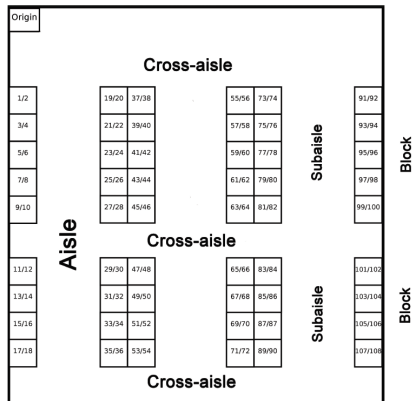 Origin
Cross-aisle
1/2 19/20 37/38 55/56 73/74 91/92
3/4 21/22 39/40 57/58 75/76 93/94
5/6 23/24 41/42 59/60 77/78 95/96
7/8 25/26 43/44 61/62 79/80 97/98
9/10 27/28 45/46 63/64 81/82 99/100
Subaisle
Block
Aisle
Cross-aisle
11/12 29/30 47/48 65/66 83/84 101/102
13/14 31/32 49/50 67/68 85/86 103/104
15/16 33/34 51/52 69/70 87/87 105/106
17/18 35/36 53/54 71/72 89/90 107/108
Subaisle
Block
Cross-aisle